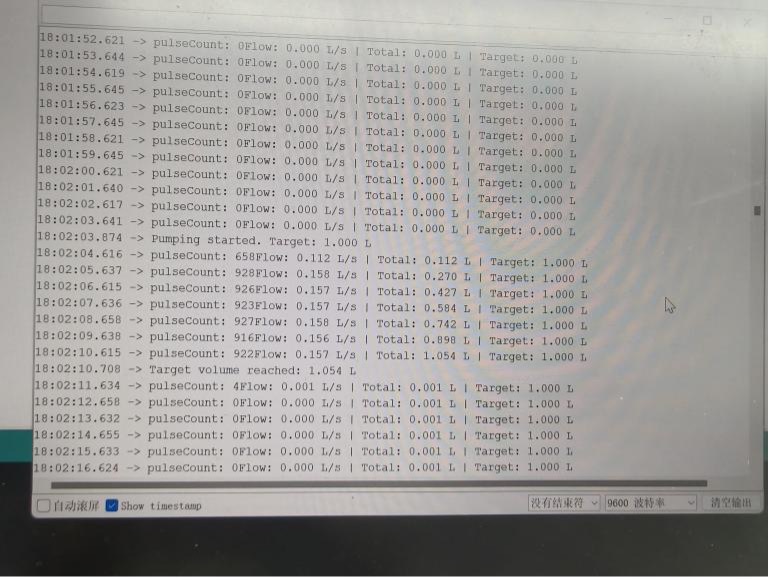 18:01:52.621 -> pulseCount: 0Flow: 0.000 L/s | Total: 0.000 L | Target: 0.000 L
18:01:53.644 -> pulseCount: 0Flow: 0.000 L/s | Total: 0.000 L | Target: 0.000 L
18:01:54.619 -> pulseCount: 0Flow: 0.000 L/s | Total: 0.000 L | Target: 0.000 L
18:01:55.645 -> pulseCount: 0Flow: 0.000 L/s | Total: 0.000 L | Target: 0.000 L
18:01:56.623 -> pulseCount: 0Flow: 0.000 L/s | Total: 0.000 L | Target: 0.000 L
18:01:57.645 -> pulseCount: 0Flow: 0.000 L/s | Total: 0.000 L | Target: 0.000 L
18:01:58.621 -> pulseCount: 0Flow: 0.000 L/s | Total: 0.000 L | Target: 0.000 L
18:01:59.645 -> pulseCount: 0Flow: 0.000 L/s | Total: 0.000 L | Target: 0.000 L
18:02:00.621 -> pulseCount: 0Flow: 0.000 L/s | Total: 0.000 L | Target: 0.000 L
18:02:01.640 -> pulseCount: 0Flow: 0.000 L/s | Total: 0.000 L | Target: 0.000 L
18:02:02.617 -> pulseCount: 0Flow: 0.000 L/s | Total: 0.000 L | Target: 0.000 L
18:02:03.641 -> pulseCount: 0Flow: 0.000 L/s | Total: 0.000 L | Target: 0.000 L
18:02:03.874 -> Pumping started. Target: 1.000 L
18:02:04.616 -> pulseCount: 658Flow: 0.112 L/s | Total: 0.112 L | Target: 1.000 L
18:02:05.637 -> pulseCount: 928Flow: 0.158 L/s | Total: 0.270 L | Target: 1.000 L
18:02:06.615 -> pulseCount: 926Flow: 0.157 L/s | Total: 0.427 L | Target: 1.000 L
18:02:07.636 -> pulseCount: 923Flow: 0.157 L/s | Total: 0.584 L | Target: 1.000 L
18:02:08.658 -> pulseCount: 927Flow: 0.158 L/s | Total: 0.742 L | Target: 1.000 L
18:02:09.638 -> pulseCount: 916Flow: 0.156 L/s | Total: 0.898 L | Target: 1.000 L
18:02:10.615 -> pulseCount: 922Flow: 0.157 L/s | Total: 1.054 L | Target: 1.000 L
18:02:10.708 -> Target volume reached: 1.054 L
18:02:11.634 -> pulseCount: 4Flow: 0.001 L/s | Total: 0.001 L | Target: 1.000 L
18:02:12.658 -> pulseCount: 0Flow: 0.000 L/s | Total: 0.001 L | Target: 1.000 L
18:02:13.632 -> pulseCount: 0Flow: 0.000 L/s | Total: 0.001 L | Target: 1.000 L
18:02:14.655 -> pulseCount: 0Flow: 0.000 L/s | Total: 0.001 L | Target: 1.000 L
18:02:15.633 -> pulseCount: 0Flow: 0.000 L/s | Total: 0.001 L | Target: 1.000 L
18:02:16.624 -> pulseCount: 0Flow: 0.000 L/s | Total: 0.001 L | Target: 1.000 L
自动滚屏 Show timestamp 没有结束符 9600 波特率 清空输出